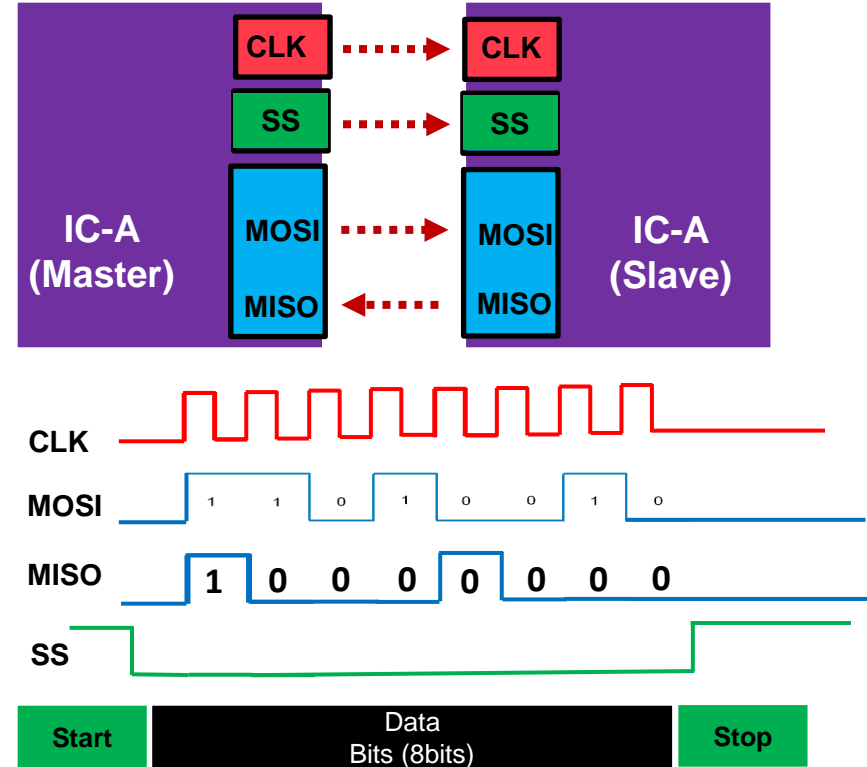 CLK
CLK
SS
SS
IC-A
(Master)
MOSI
MISO
MOSI
MISO
IC-A
(Slave)
CLK
MOSI
1 1 0 1 0 0 1 0
MISO
1 0 0 0 0 0 0 0
SS
Start
Data
Bits (8bits)
Stop